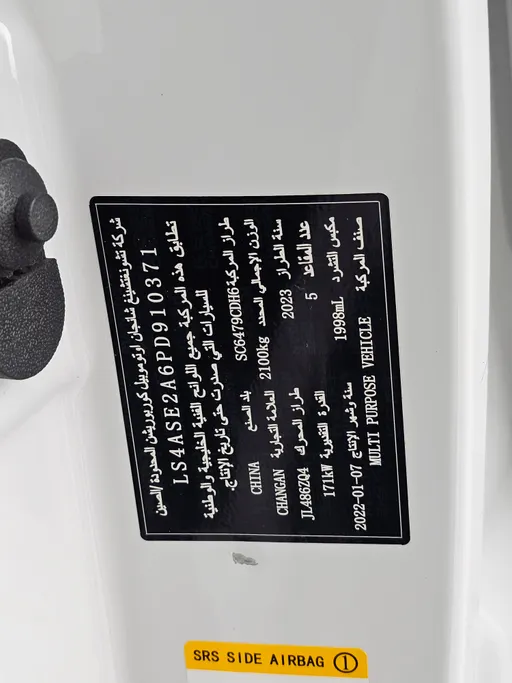 شركة تشونغتشينغ شانجان اوتوموبيل كوربوريشن المحدودة /الصين
LS4ASE2A6PD910371
تطابق هذه المركبة جميع اللوائح الفنية الخليجية والوطنية
للسيارات التي صدرت حتى تاريخ الإنتاج.
طراز المركبة SC6479CDH6 بلد الصنع CHINA
الوزن الإجمالي المحدد 2100kg العلامة التجارية CHANGAN
سنة الطراز 2023 طراز المحرك JL486ZQ4
عدد المقاعد 5 القدرة التقديرية 171kW
مكبس التشرد 1998mL سنة وشهر الإنتاج 2022-01-07
صنف المركبة MULTI PURPOSE VEHICLE
SRS SIDE AIRBAG 1